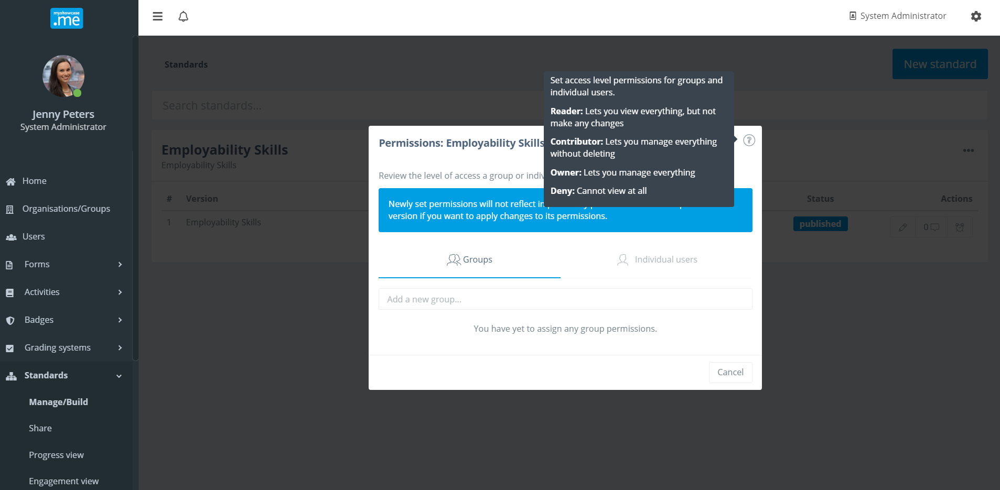 myshowcase
.me
System Administrator
Jenny Peters
System Administrator
Home
Organisations/Groups
Users
Forms
Activities
Badges
Grading systems
Standards
Manage/Build
Share
Progress view
Engagement view
Standards
New standard
Search standards...
Employability Skills
Employability Skills
# Version Status Actions
1 Employability Skills published 0
Set access level permissions for groups and
individual users.
Reader: Lets you view everything, but not
make any changes
Contributor: Lets you manage everything
without deleting
Owner: Lets you manage everything
Deny: Cannot view at all
Permissions: Employability Skills
?
Review the level of access a group or
Newly set permissions will not reflect
version if you want to apply changes to its permissions.
Groups
Individual users
Add a new group...
You have yet to assign any group permissions.
Cancel